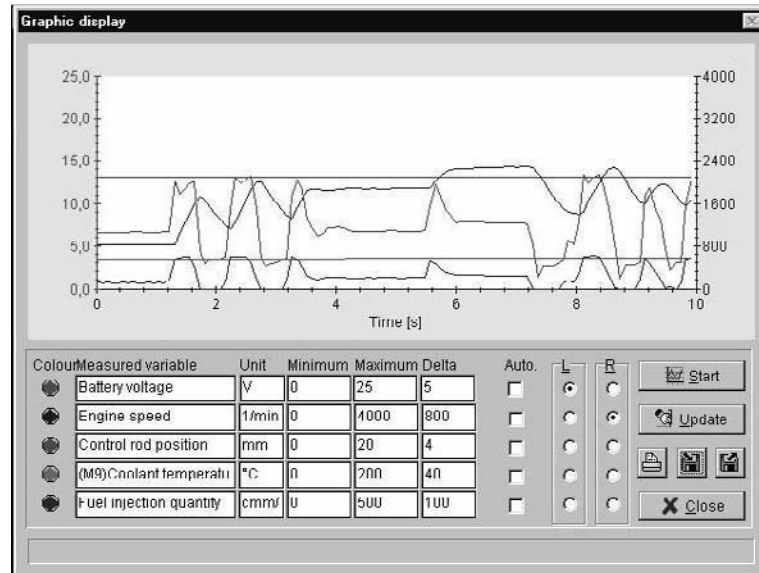 Graphic display
25,0
20,0
15,0
10,0
5,0
0,0
4000
3200
2400
1600
800
0
0 2 4 6 8 10
Time [s]
Colour Measured variable Unit Minimum Maximum Delta Auto. L R
Battery voltage V 0 25 5
Engine speed 1/min 0 4000 800
Control rod position mm 0 20 4
(M9)Coolant temperatu °C 0 200 40
Fuel injection quantity cmm/ 0 500 100
Start
Update
Close